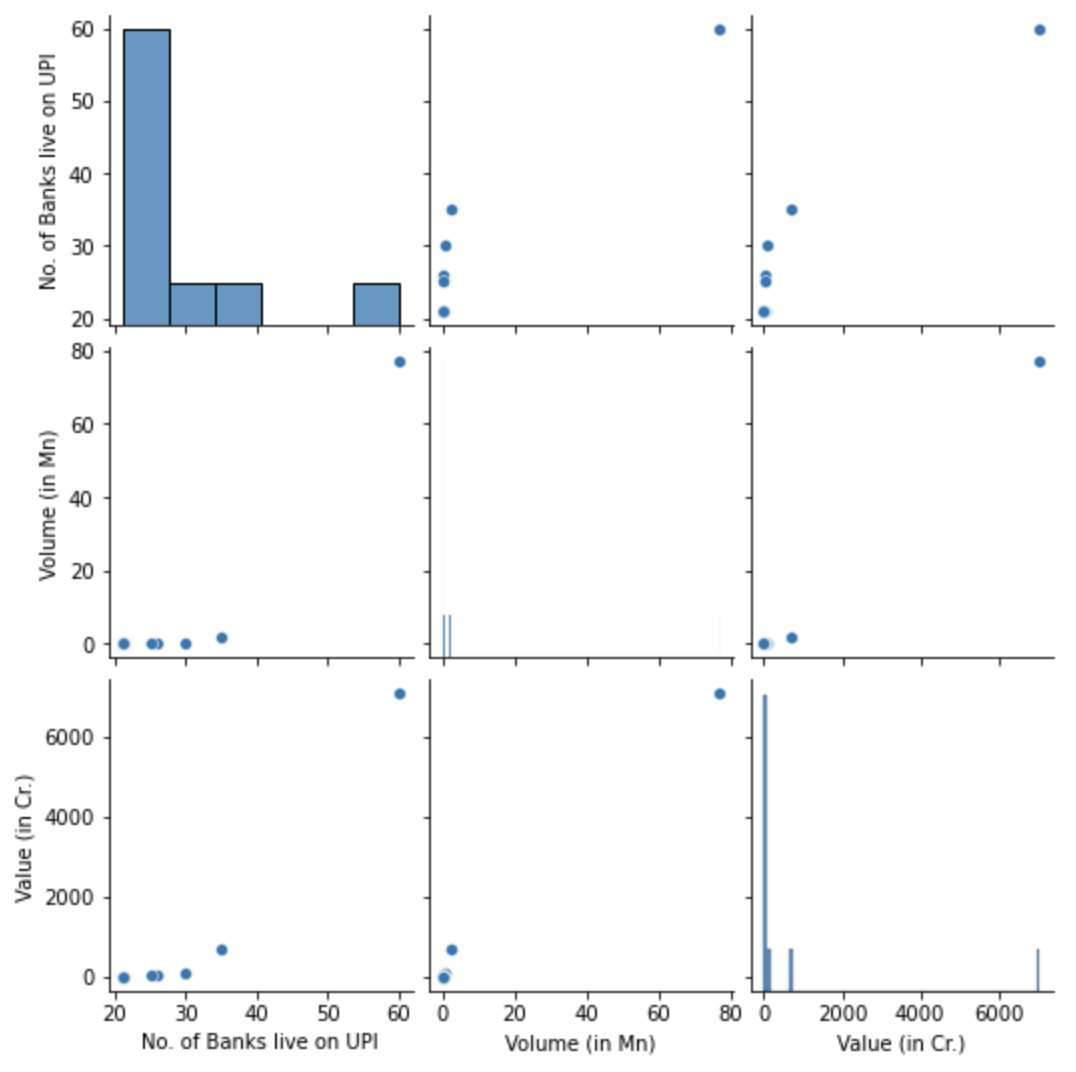 60
50
40
30
20
No. of Banks live on UPI
80
60
40
20
0
Volume (in Mn)
6000
4000
2000
0
Value (in Cr.)
20 30 40 50 60
No. of Banks live on UPI
0 20 40 60 80
Volume (in Mn)
0 2000 4000 6000
Value (in Cr.)